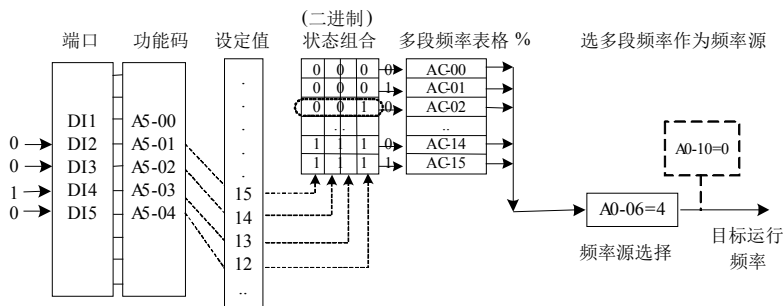 (二进制)
端口 功能码 设定值 状态组合 多段频率表格 % 选多段频率作为频率源
. 0 0 0 0 AC-00
. 0 0 0 1 AC-01
. 0 0 1 0 AC-02
DI1 A5-00 . .. ..
0 DI2 A5-01 . 1 1 1 0 AC-14 A0-10=0
0 DI3 A5-02 . 1 1 1 1 AC-15
1 DI4 A5-03 15 A0-06=4
0 DI5 A5-04 14
13 频率源选择 目标运行
12 频率
..